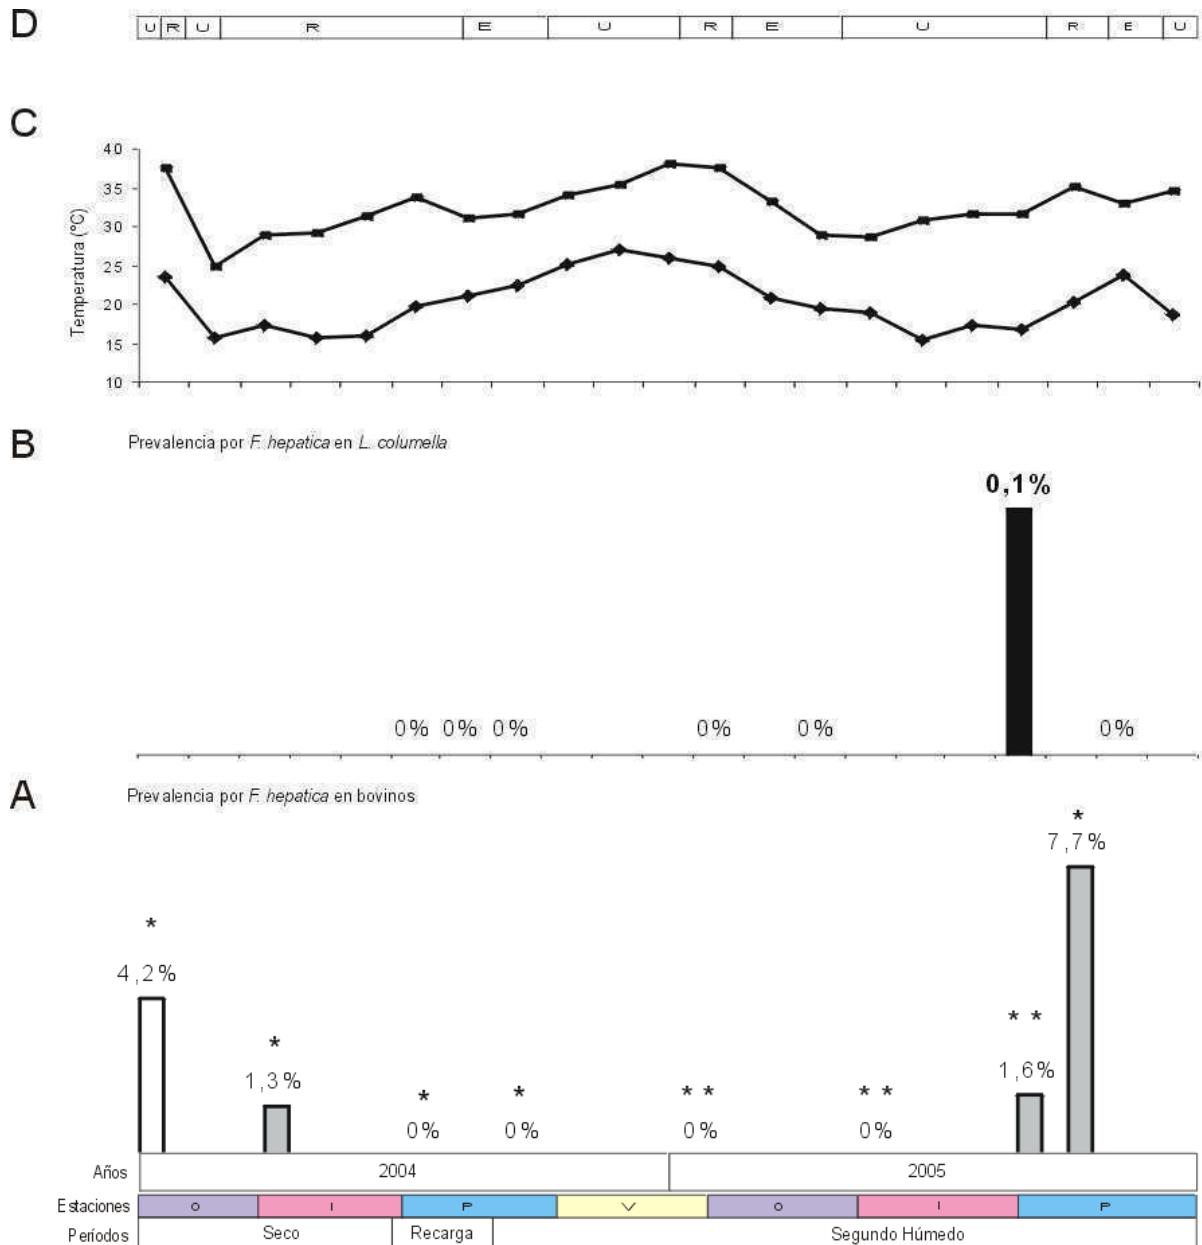 D
U R U R E U R E U R E U
C
Temperatura (°C)
40
35
30
25
20
15
10
B
Prevalencia por F. hepatica en L. columella
0,1%
0% 0% 0% 0% 0% 0%
A
Prevalencia por F. hepatica en bovinos
*
7,7%
*
4,2%
* *
1,6%
*
1,3%
* * * * * *
0% 0% 0% 0%
Años 2004 2005
Estaciones O I P V O I P
Períodos Seco Recarga Segundo Húmedo